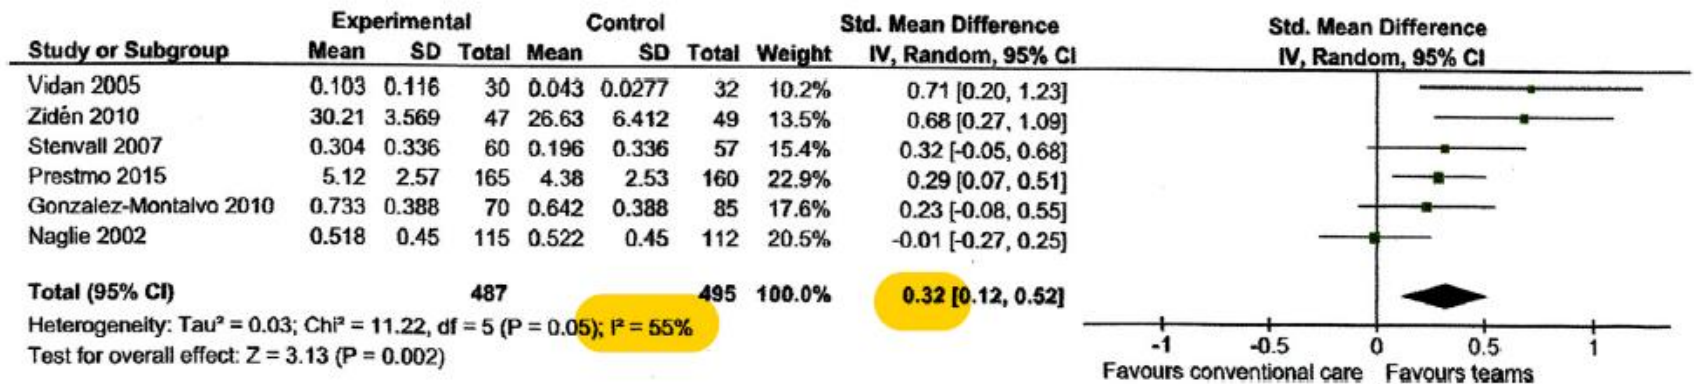 Experimental Control Std. Mean Difference Std. Mean Difference
Study or Subgroup Mean SD Total Mean SD Total Weight IV, Random, 95% CI IV, Random, 95% CI
Vidan 2005 0.103 0.116 30 0.043 0.0277 32 10.2% 0.71 [0.20, 1.23]
Zidén 2010 30.21 3.569 47 26.63 6.412 49 13.5% 0.68 [0.27, 1.09]
Stenvall 2007 0.304 0.336 60 0.196 0.336 57 15.4% 0.32 [-0.05, 0.68]
Prestmo 2015 5.12 2.57 165 4.38 2.53 160 22.9% 0.29 [0.07, 0.51]
Gonzalez-Montalvo 2010 0.733 0.388 70 0.642 0.388 85 17.6% 0.23 [-0.08, 0.55]
Naglie 2002 0.518 0.45 115 0.522 0.45 112 20.5% -0.01 [-0.27, 0.25]
Total (95% CI) 487 495 100.0% 0.32 [0.12, 0.52]
Heterogeneity: Tau² = 0.03; Chi² = 11.22, df = 5 (P = 0.05); I² = 55%
Test for overall effect: Z = 3.13 (P = 0.002)
-1 -0.5 0 0.5 1
Favours conventional care Favours teams